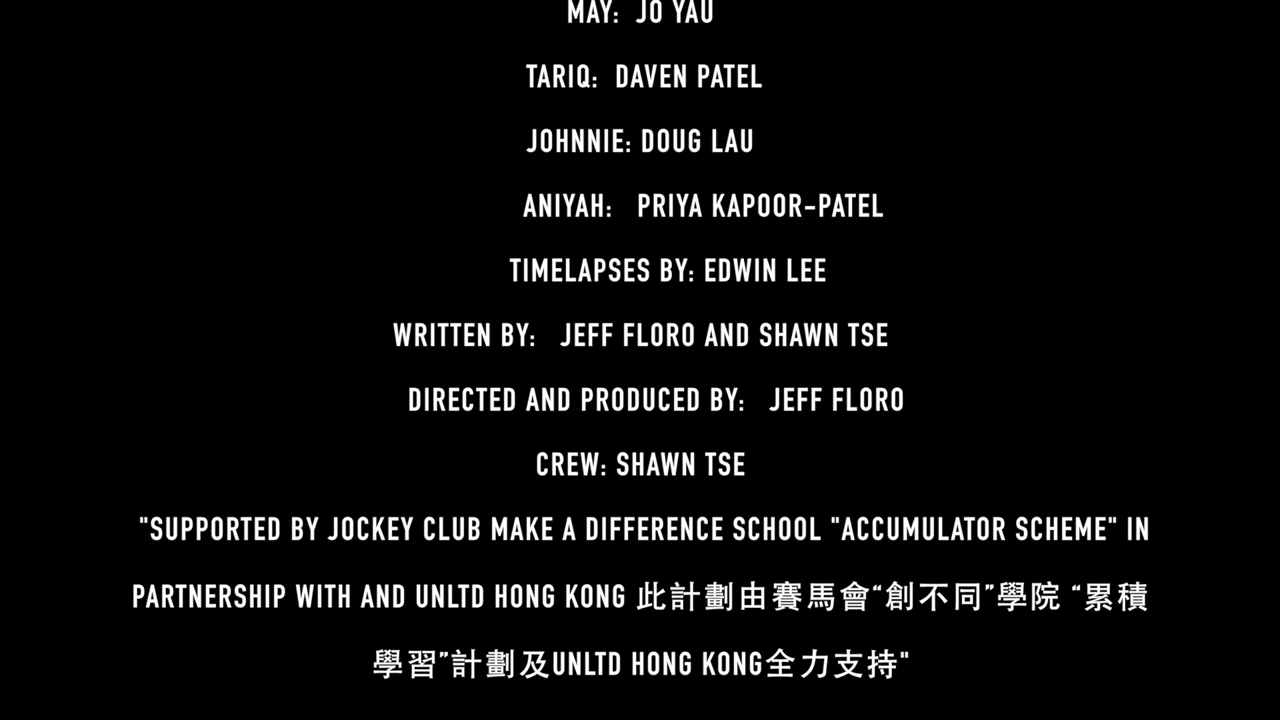 MAY: JO YAU
TARIQ: DAVEN PATEL
JOHNNIE: DOUG LAU
ANIYAH: PRIYA KAPOOR-PATEL
TIMELAPSES BY: EDWIN LEE
WRITTEN BY: JEFF FLORO AND SHAWN TSE
DIRECTED AND PRODUCED BY: JEFF FLORO
CREW: SHAWN TSE
"SUPPORTED BY JOCKEY CLUB MAKE A DIFFERENCE SCHOOL "ACCUMULATOR SCHEME" IN
PARTNERSHIP WITH AND UNLTD HONG KONG 此計劃由賽馬會“創不同”學院 “累積
學習”計劃及UNLTD HONG KONG全力支持"